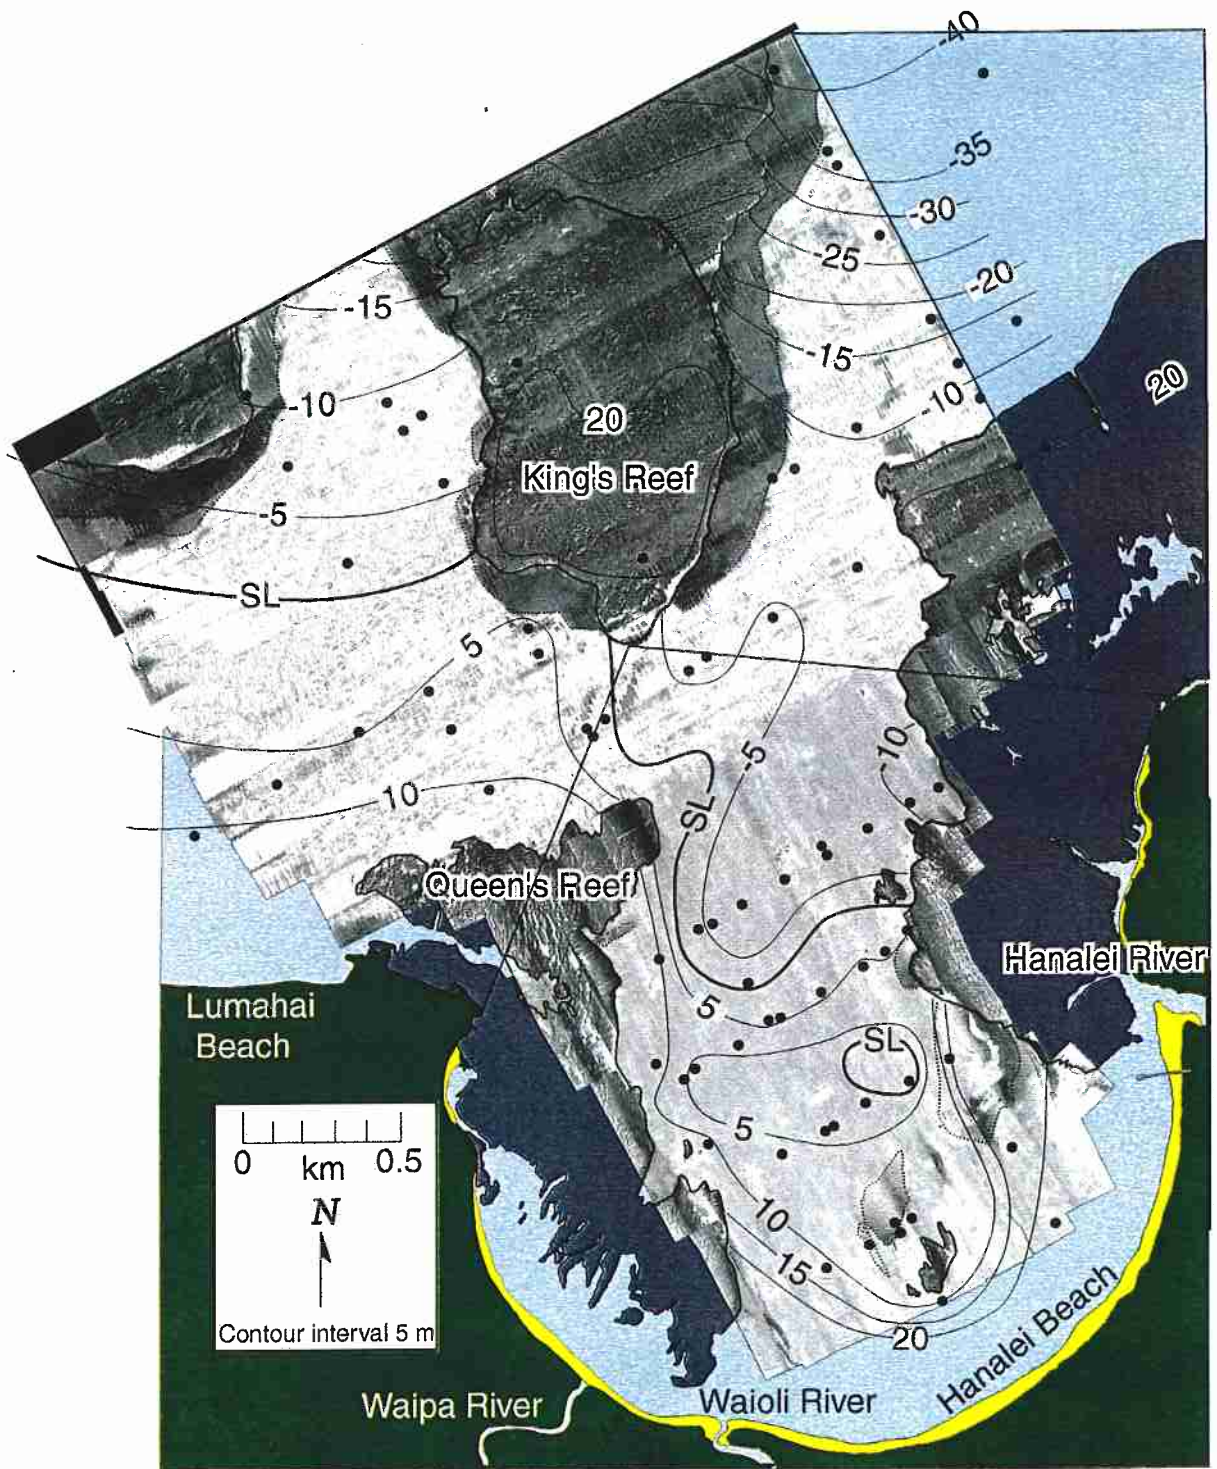 -40
-35
-30
-25
-20
-15
-15
-10
-10
20
20
King's Reef
-5
SL
5
-5
-10
10
SL
Queen's Reef
Hanalei River
Lumahai
Beach
5
SL
5
0
0.5
km
N
Contour interval 5 m
10
15
20
Hanalei Beach
Waipa River
Waioli River